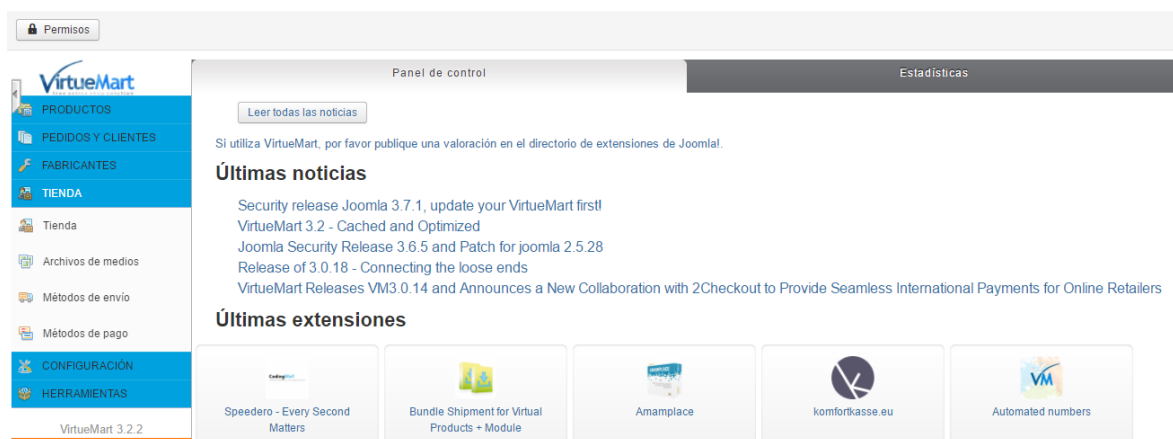 Permisos
VirtueMart
PRODUCTOS
PEDIDOS Y CLIENTES
FABRICANTES
TIENDA
Tienda
Archivos de medios
Métodos de envío
Métodos de pago
CONFIGURACIÓN
HERRAMIENTAS
VirtueMart 3.2.2
Panel de control
Estadísticas
Leer todas las noticias
Si utiliza VirtueMart, por favor publique una valoración en el directorio de extensiones de Joomla!.
Últimas noticias
Security release Joomla 3.7.1, update your VirtueMart first!
VirtueMart 3.2 - Cached and Optimized
Joomla Security Release 3.6.5 and Patch for joomla 2.5.28
Release of 3.0.18 - Connecting the loose ends
VirtueMart Releases VM3.0.14 and Announces a New Collaboration with 2Checkout to Provide Seamless International Payments for Online Retailers
Últimas extensiones
Speedero - Every Second
Matters
Bundle Shipment for Virtual
Products + Module
Amamplace
komfortkasse.eu
VM
Automated numbers